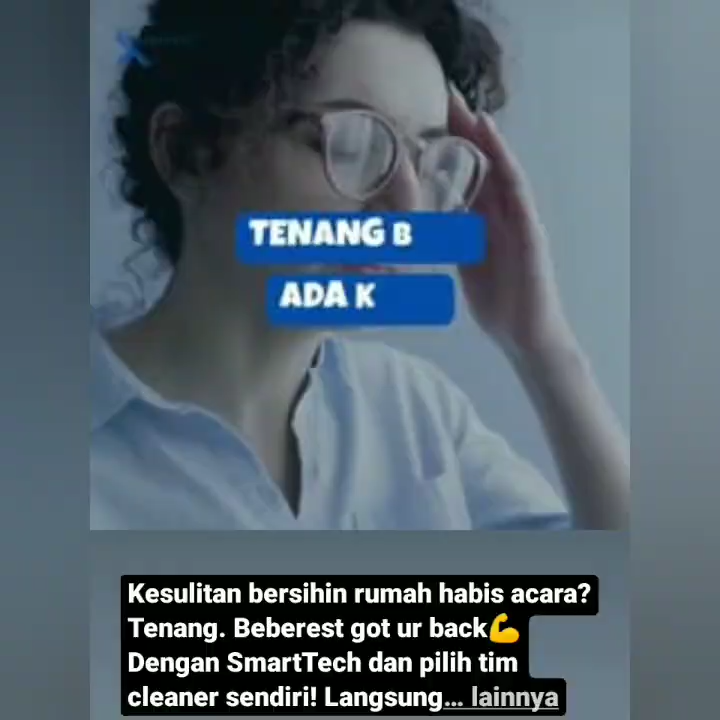 TENANG B
ADA K
Kesulitan bersihin rumah habis acara?
Tenang. Beberest got ur back💪
Dengan SmartTech dan pilih tim
cleaner sendiri! Langsung... lainnya